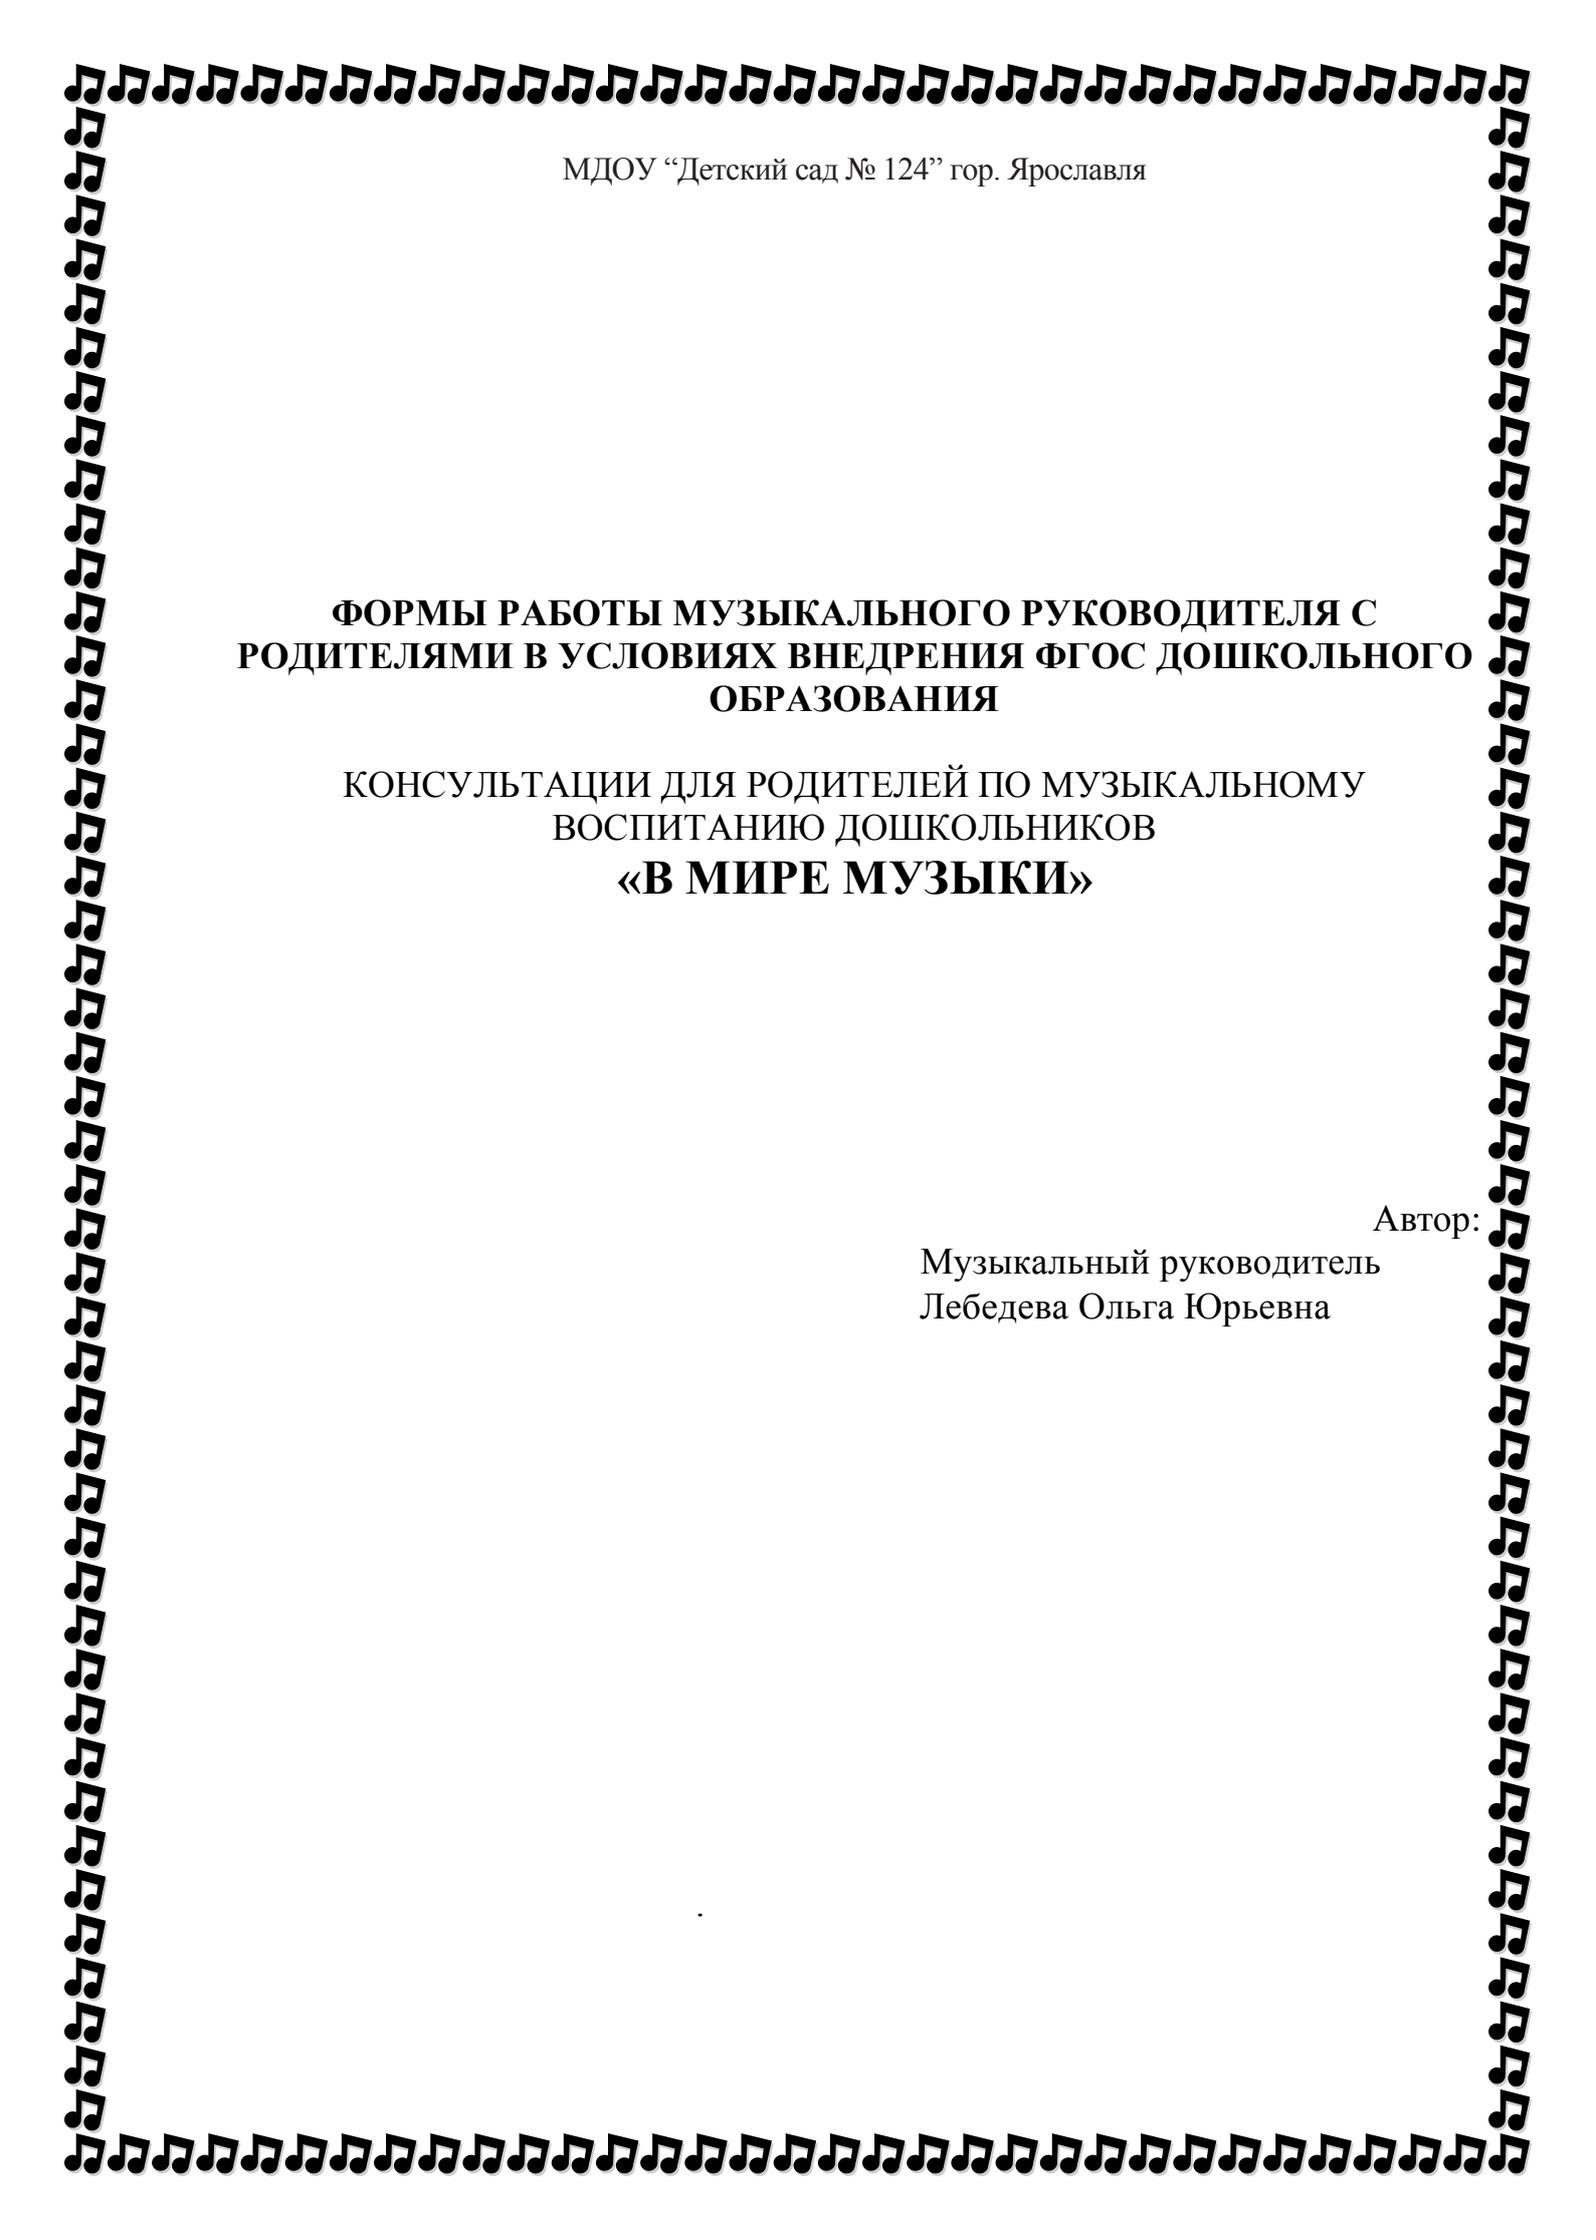 МДОУ “Детский сад № 124” гор. Ярославля
ФОРМЫ РАБОТЫ МУЗЫКАЛЬНОГО РУКОВОДИТЕЛЯ С
РОДИТЕЛЯМИ В УСЛОВИЯХ ВНЕДРЕНИЯ ФГОС ДОШКОЛЬНОГО
ОБРАЗОВАНИЯ
КОНСУЛЬТАЦИИ ДЛЯ РОДИТЕЛЕЙ ПО МУЗЫКАЛЬНОМУ
ВОСПИТАНИЮ ДОШКОЛЬНИКОВ
«В МИРЕ МУЗЫКИ»
Автор:
Музыкальный руководитель
Лебедева Ольга Юрьевна
.